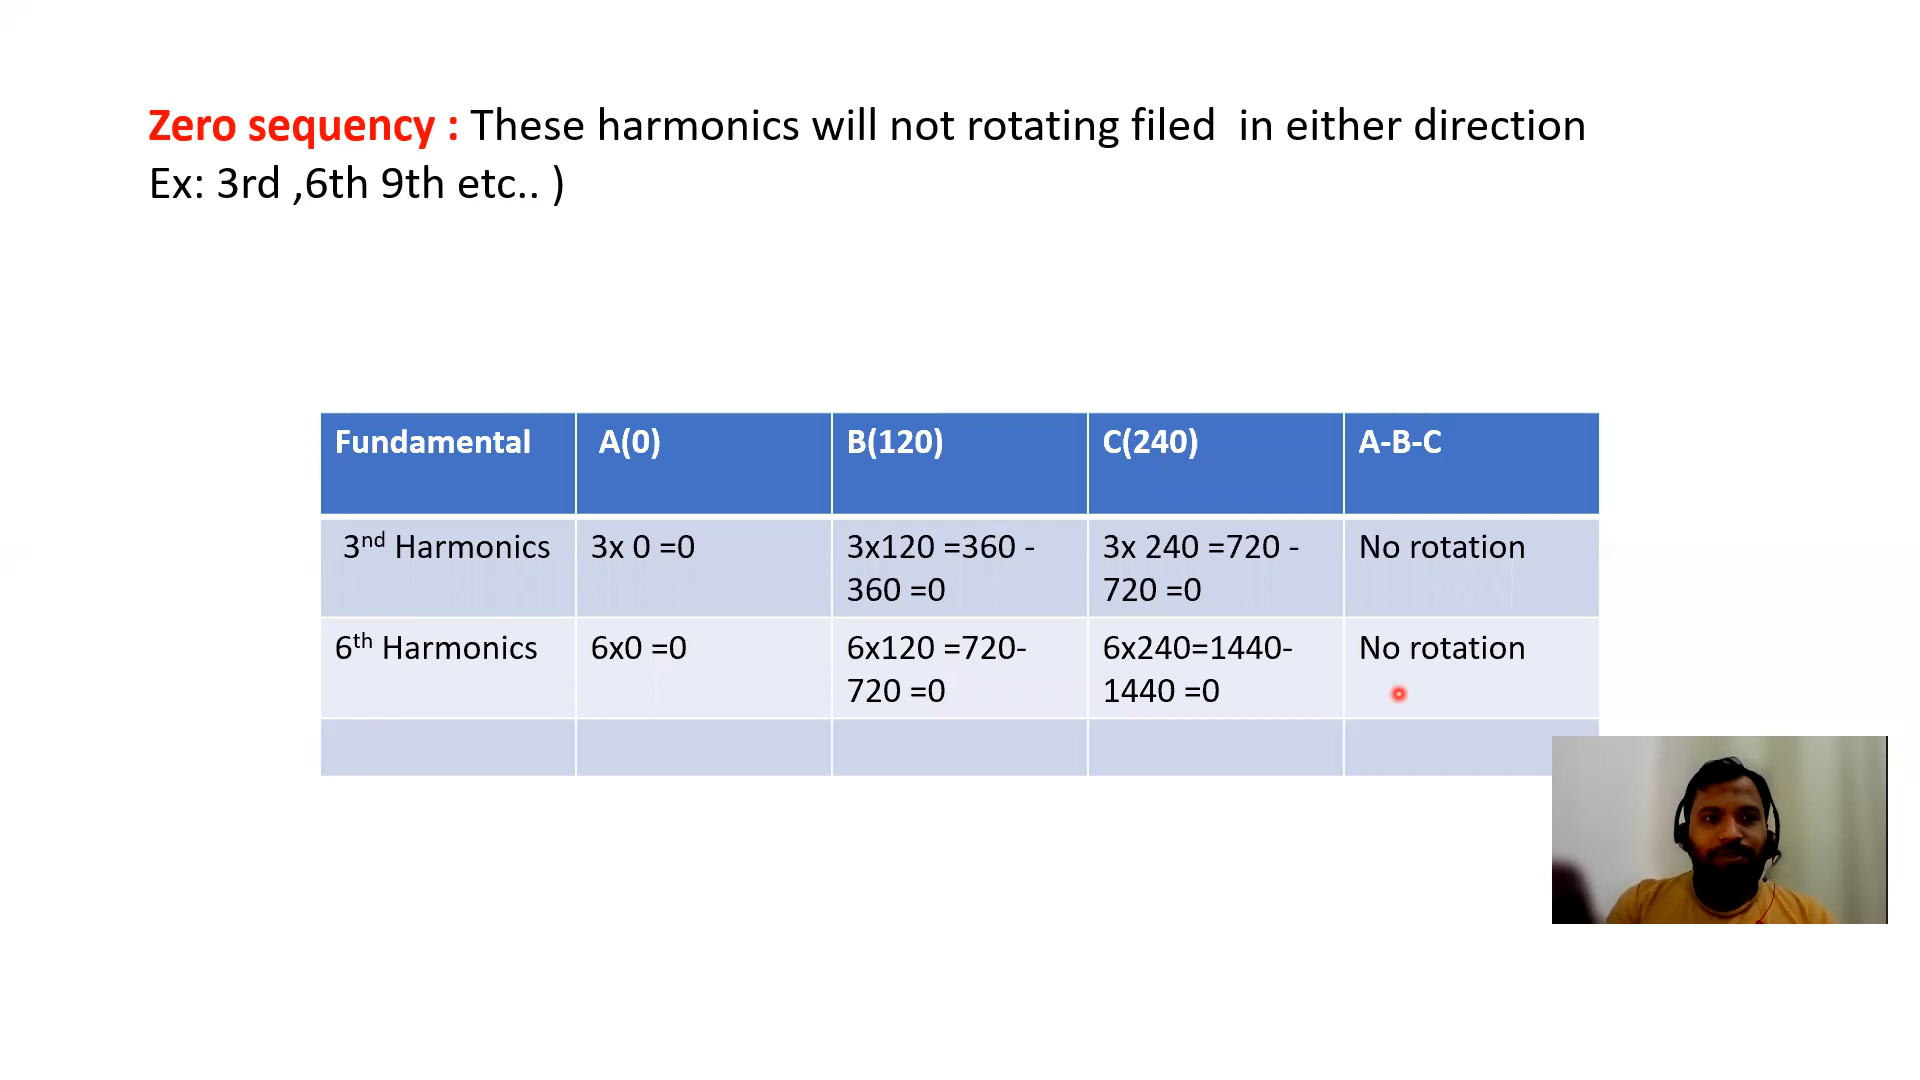 Zero sequency : These harmonics will not rotating filed in either direction
Ex: 3rd ,6th 9th etc.. )
Fundamental A(0) B(120) C(240) A-B-C
3nd Harmonics 3x 0 =0 3x120 =360 - 3x 240 =720 - No rotation
360 =0 720 =0
6th Harmonics 6x0 =0 6x120 =720- 6x240=1440- No rotation
720 =0 1440 =0